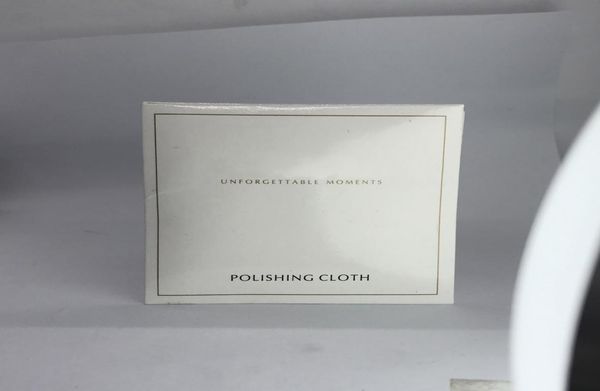 UNFORGETTABLE MOMENTS
POLISHING CLOTH